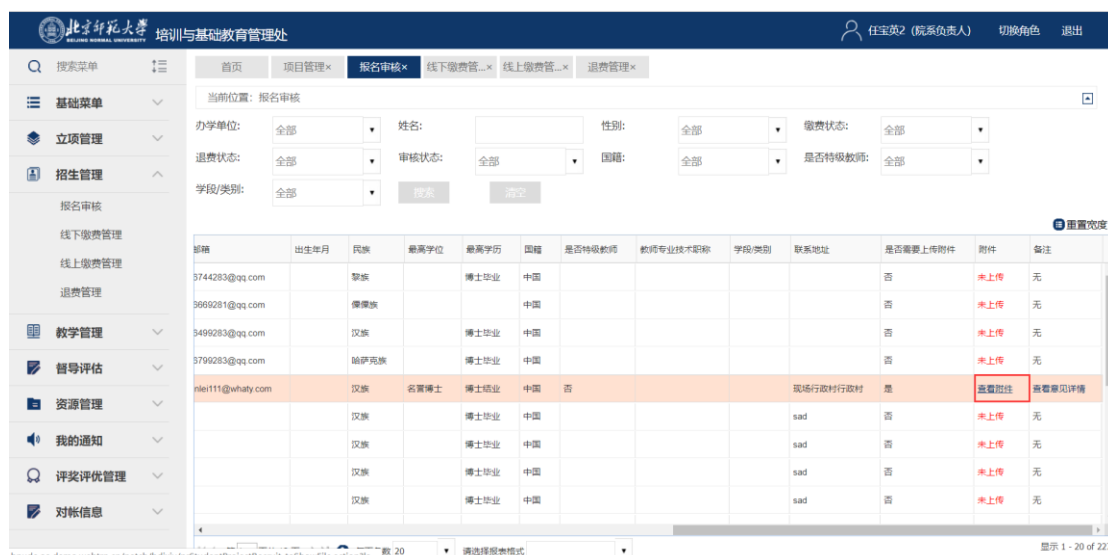 北京师范大学 培训与基础教育管理处 任宝英2 (院系负责人) 切换角色 退出
BEIJING NORMAL UNIVERSITY
搜索菜单 首页 项目管理× 报名审核× 线下缴费管...× 线上缴费管...× 退费管理×
基础菜单 当前位置：报名审核
立项管理 办学单位: 全部 姓名: 性别: 全部 缴费状态: 全部
招生管理 退费状态: 全部 审核状态: 全部 国籍: 全部 是否特级教师: 全部
报名审核 学段/类别: 全部 搜索 清空
线下缴费管理 重置宽度
线上缴费管理 邮箱 出生年月 民族 最高学位 最高学历 国籍 是否特级教师 教师专业技术职称 学段/类别 联系地址 是否需要上传附件 附件 备注
退费管理 6744283@qq.com 黎族 博士毕业 中国 否 未上传 无
6669281@qq.com 傈僳族 中国 否 未上传 无
教学管理 6499283@qq.com 汉族 博士毕业 中国 否 未上传 无
督导评估 6799283@qq.com 哈萨克族 博士毕业 中国 否 未上传 无
资源管理 nlei111@whaty.com 汉族 名誉博士 博士结业 中国 否 现场行政村行政村 是 查看附件 查看意见详情
我的通知 汉族 博士毕业 中国 sad 否 未上传 无
汉族 博士毕业 中国 sad 否 未上传 无
评奖评优管理 汉族 博士毕业 中国 sad 否 未上传 无
对帐信息 汉族 博士毕业 中国 sad 否 未上传 无
20 请选择报表格式 显示 1 - 20 of 22